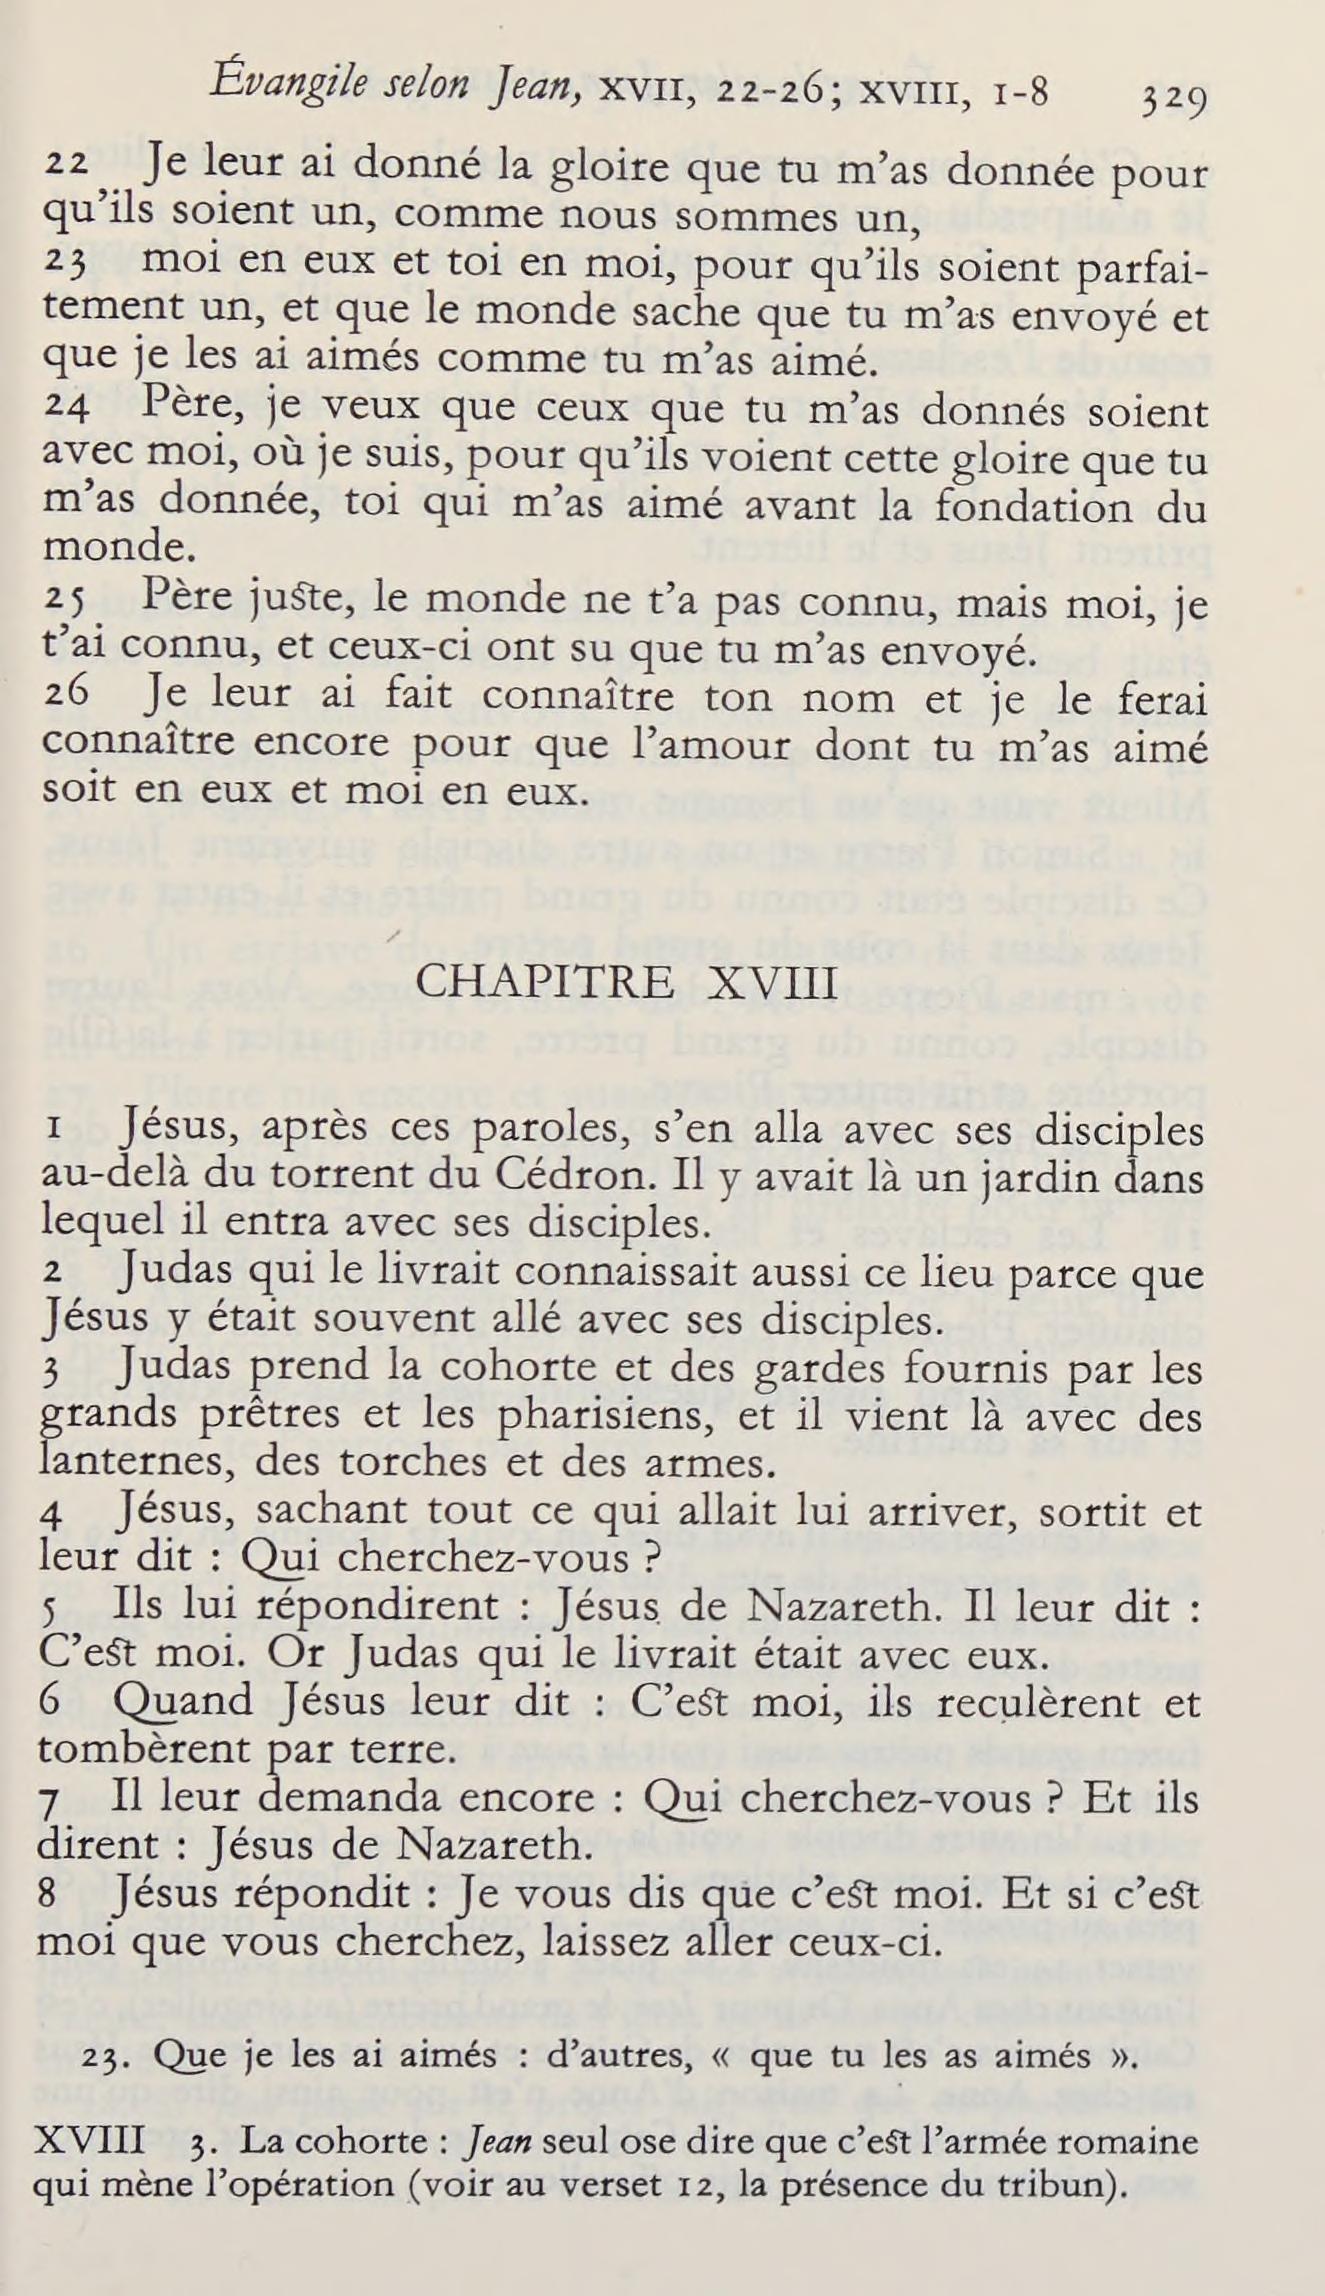 Évangile selon Jean, XVII, 22-26; XVIII, 1-8 329
22 Je leur ai donné la gloire que tu m'as donnée pour
qu'ils soient un, comme nous sommes un,
23 moi en eux et toi en moi, pour qu'ils soient parfai-
tement un, et que le monde sache que tu m'as envoyé et
que je les ai aimés comme tu m'as aimé.
24 Père, je veux que ceux que tu m'as donnés soient
avec moi, où je suis, pour qu'ils voient cette gloire que tu
m'as donnée, toi qui m'as aimé avant la fondation du
monde.
25 Père juste, le monde ne t'a pas connu, mais moi, je
t'ai connu, et ceux-ci ont su que tu m'as envoyé.
26 Je leur ai fait connaître ton nom et je le ferai
connaître encore pour que l'amour dont tu m'as aimé
soit en eux et moi en eux.
CHAPITRE XVIII
1 Jésus, après ces paroles, s'en alla avec ses disciples
au-delà du torrent du Cédron. Il y avait là un jardin dans
lequel il entra avec ses disciples.
2 Judas qui le livrait connaissait aussi ce lieu parce que
Jésus y était souvent allé avec ses disciples.
3 Judas prend la cohorte et des gardes fournis par les
grands prêtres et les pharisiens, et il vient là avec des
lanternes, des torches et des armes.
4 Jésus, sachant tout ce qui allait lui arriver, sortit et
leur dit : Qui cherchez-vous ?
5 Ils lui répondirent : Jésus de Nazareth. Il leur dit :
C'est moi. Or Judas qui le livrait était avec eux.
6 Quand Jésus leur dit : C'est moi, ils reculèrent et
tombèrent par terre.
7 Il leur demanda encore : Qui cherchez-vous ? Et ils
dirent : Jésus de Nazareth.
8 Jésus répondit : Je vous dis que c'est moi. Et si c'est
moi que vous cherchez, laissez aller ceux-ci.
23. Que je les ai aimés : d'autres, « que tu les as aimés ».
XVIII 3. La cohorte : Jean seul ose dire que c'est l'armée romaine
qui mène l'opération (voir au verset 12, la présence du tribun).